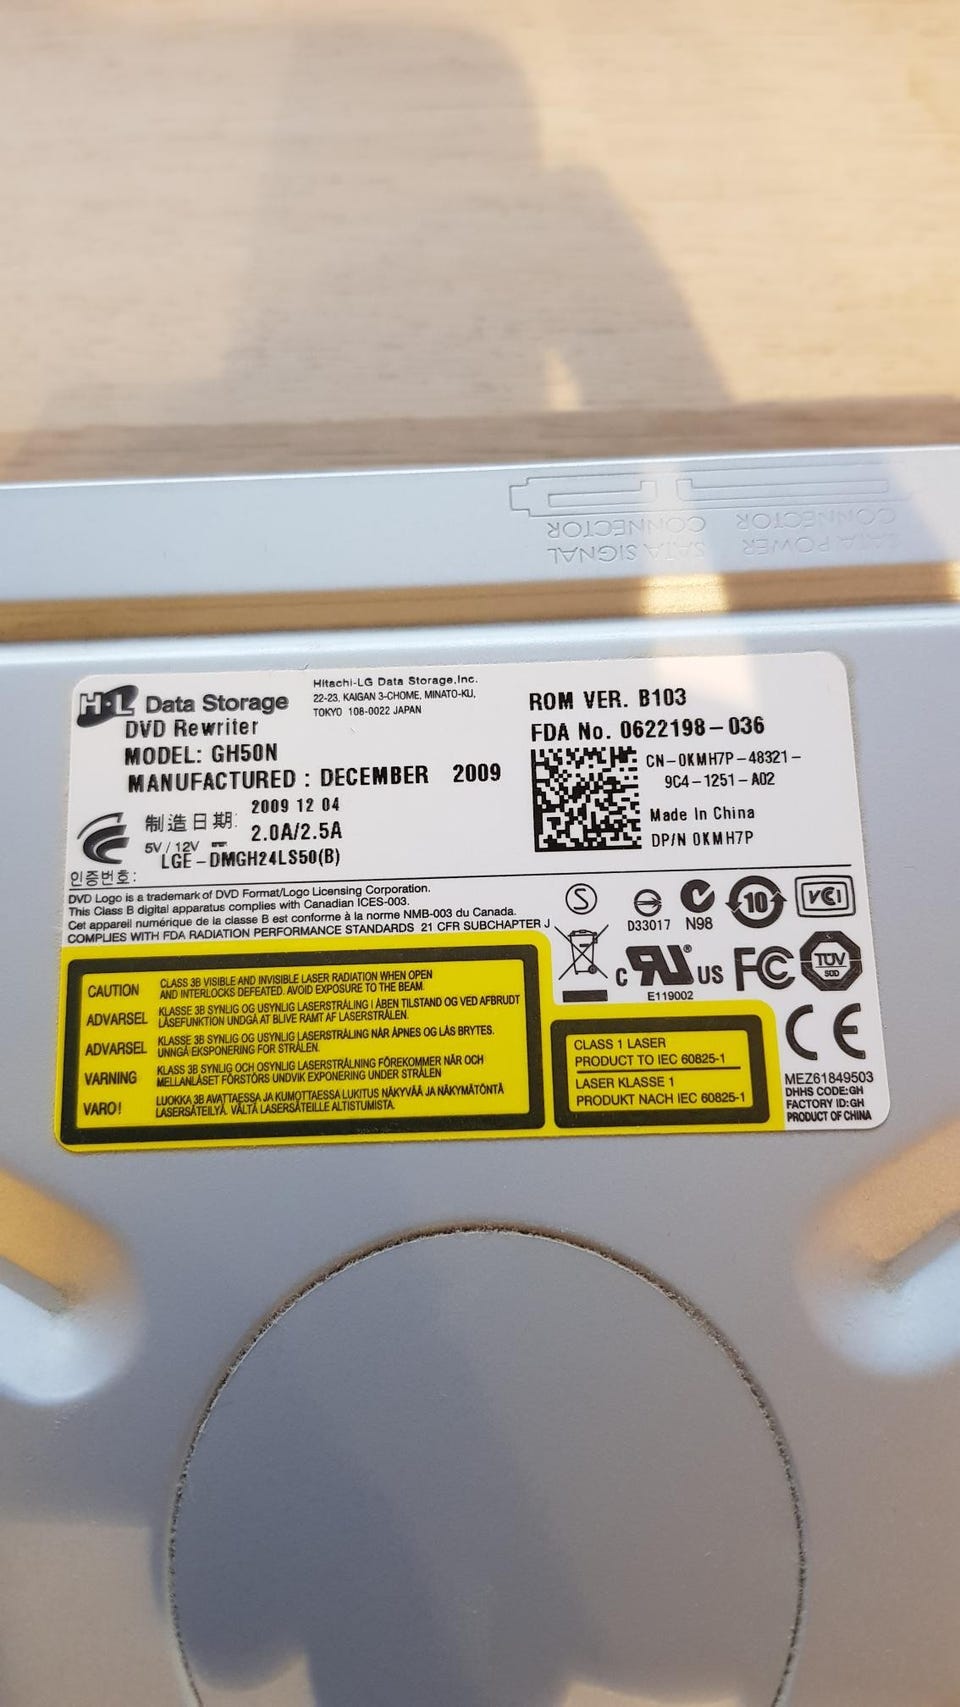 SATA SIGNAL CONNECTOR
SATA POWER CONNECTOR
H·L Data Storage
DVD Rewriter
MODEL: GH50N
MANUFACTURED : DECEMBER 2009
Hitachi-LG Data Storage,Inc.
22-23, KAIGAN 3-CHOME, MINATO-KU,
TOKYO 108-0022 JAPAN
制造日期: 2009 12 04
5V / 12V 2.0A/2.5A
LGE-DMGH24LS50(B)
인증번호:
ROM VER. B103
FDA No. 0622198-036
CN-0KMH7P-48321-
9C4-1251-A02
Made In China
DP/N 0KMH7P
DVD Logo is a trademark of DVD Format/Logo Licensing Corporation.
This Class B digital apparatus complies with Canadian ICES-003.
Cet appareil numérique de la classe B est conforme à la norme NMB-003 du Canada.
COMPLIES WITH FDA RADIATION PERFORMANCE STANDARDS 21 CFR SUBCHAPTER J
S
D33017
N98
10
VCI
c UR US
®
E119002
FC
TUV
SUD
CE
CAUTION CLASS 3B VISIBLE AND INVISIBLE LASER RADIATION WHEN OPEN
AND INTERLOCKS DEFEATED. AVOID EXPOSURE TO THE BEAM.
ADVARSEL KLASSE 3B SYNLIG OG USYNLIG LASERSTRÅLING I ÅBEN TILSTAND OG VED AFBRUDT
LÅSEFUNKTION UNDGÅ AT BLIVE RAMT AF LASERSTRÅLEN.
ADVARSEL KLASSE 3B SYNLIG OG USYNLIG LASERSTRÅLING NÅR ÅPNES OG LÅS BRYTES.
UNNGÅ EKSPONERING FOR STRÅLEN.
VARNING KLASS 3B SYNLIG OCH OSYNLIG LASERSTRÅLNING FÖREKOMMER NÄR OCH
MELLANLÅSET FÖRSTÖRS UNDVIK EXPONERING UNDER STRÅLEN
VARO! LUOKKA 3B AVATTAESSA JA KUMOTTAESSA LUKITUS NÄKYVÄÄ JA NÄKYMÄTÖNTÄ
LASERSÄTEILYÄ. VÄLTÄ LASERSÄTEILLE ALTISTUMISTA.
CLASS 1 LASER
PRODUCT TO IEC 60825-1
LASER KLASSE 1
PRODUKT NACH IEC 60825-1
MEZ61849503
DHHS CODE:GH
FACTORY ID:GH
PRODUCT OF CHINA